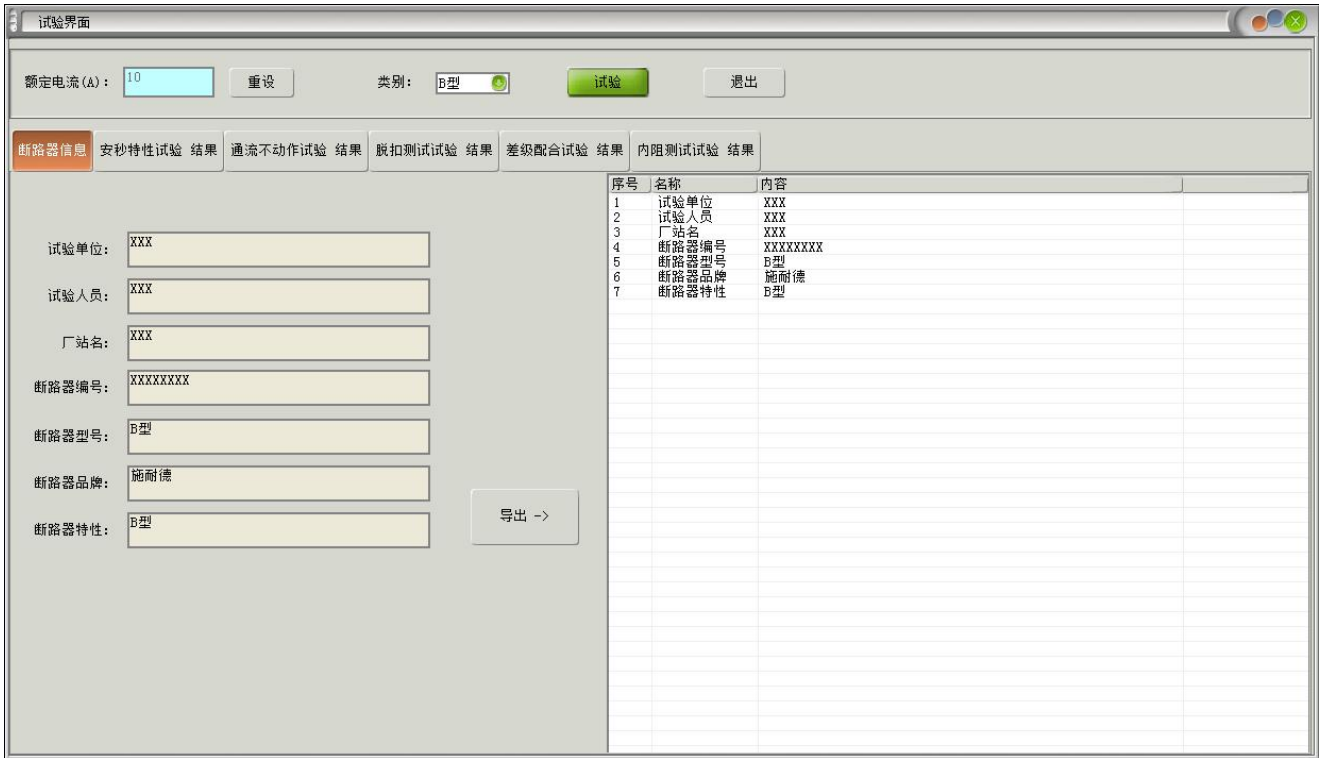 试验界面
额定电流(A): 10 重设 类别: B型 试验 退出
断路器信息 安秒特性试验 结果 通流不动作试验 结果 脱扣测试试验 结果 差级配合试验 结果 内阻测试试验 结果
试验单位: XXX
试验人员: XXX
厂站名: XXX
断路器编号: XXXXXXXX
断路器型号: B型
断路器品牌: 施耐德
断路器特性: B型
导出 ->
序号 名称 内容
1 试验单位 XXX
2 试验人员 XXX
3 厂站名 XXX
4 断路器编号 XXXXXXXX
5 断路器型号 B型
6 断路器品牌 施耐德
7 断路器特性 B型